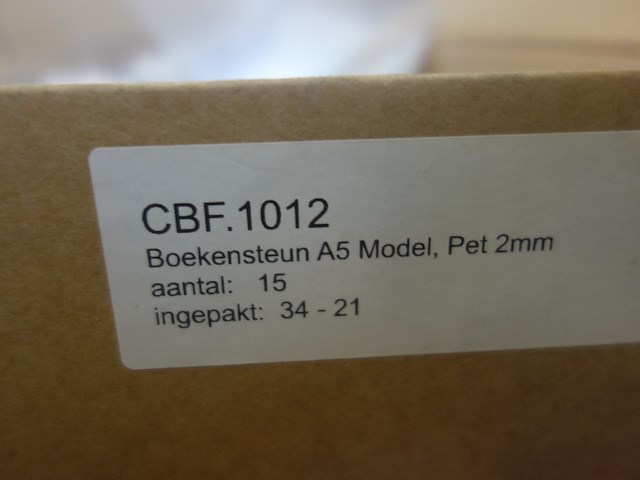 CBF.1012
Boekensteun A5 Model, Pet 2mm
aantal: 15
ingepakt: 34 - 21